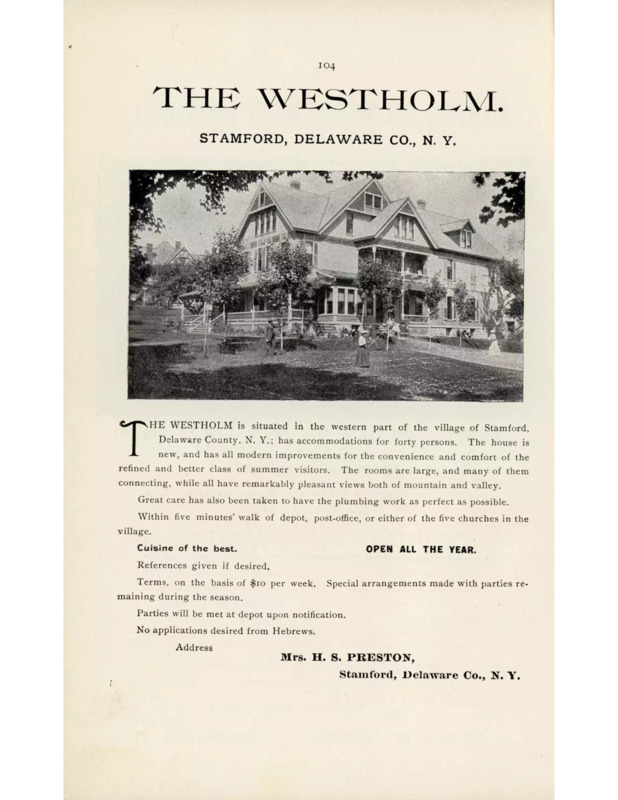 104
THE WESTHOLM.
STAMFORD, DELAWARE CO., N. Y.
THE WESTHOLM is situated in the western part of the village of Stamford,
Delaware County, N. Y.; has accommodations for forty persons. The house is
new, and has all modern improvements for the convenience and comfort of the
refined and better class of summer visitors. The rooms are large, and many of them
connecting, while all have remarkably pleasant views both of mountain and valley.
Great care has also been taken to have the plumbing work as perfect as possible.
Within five minutes' walk of depot, post-office, or either of the five churches in the
village.
Cuisine of the best. OPEN ALL THE YEAR.
References given if desired.
Terms, on the basis of $10 per week. Special arrangements made with parties re-
maining during the season.
Parties will be met at depot upon notification.
No applications desired from Hebrews.
Address
Mrs. H. S. PRESTON,
Stamford, Delaware Co., N. Y.